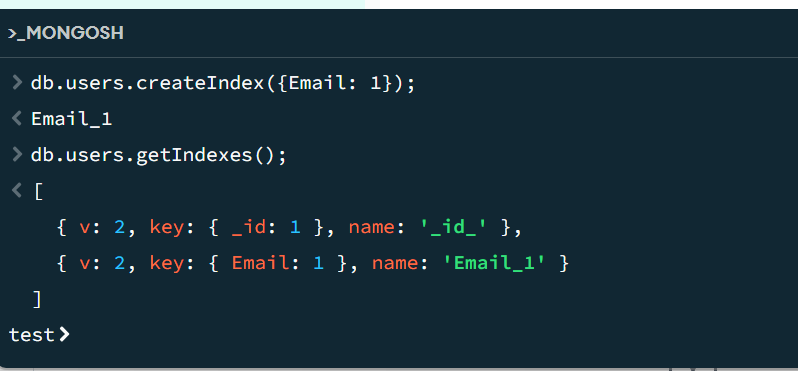 >_MONGOSH
> db.users.createIndex({Email: 1});
< Email_1
> db.users.getIndexes();
< [
{ v: 2, key: { _id: 1 }, name: '_id_' },
{ v: 2, key: { Email: 1 }, name: 'Email_1' }
]
test>